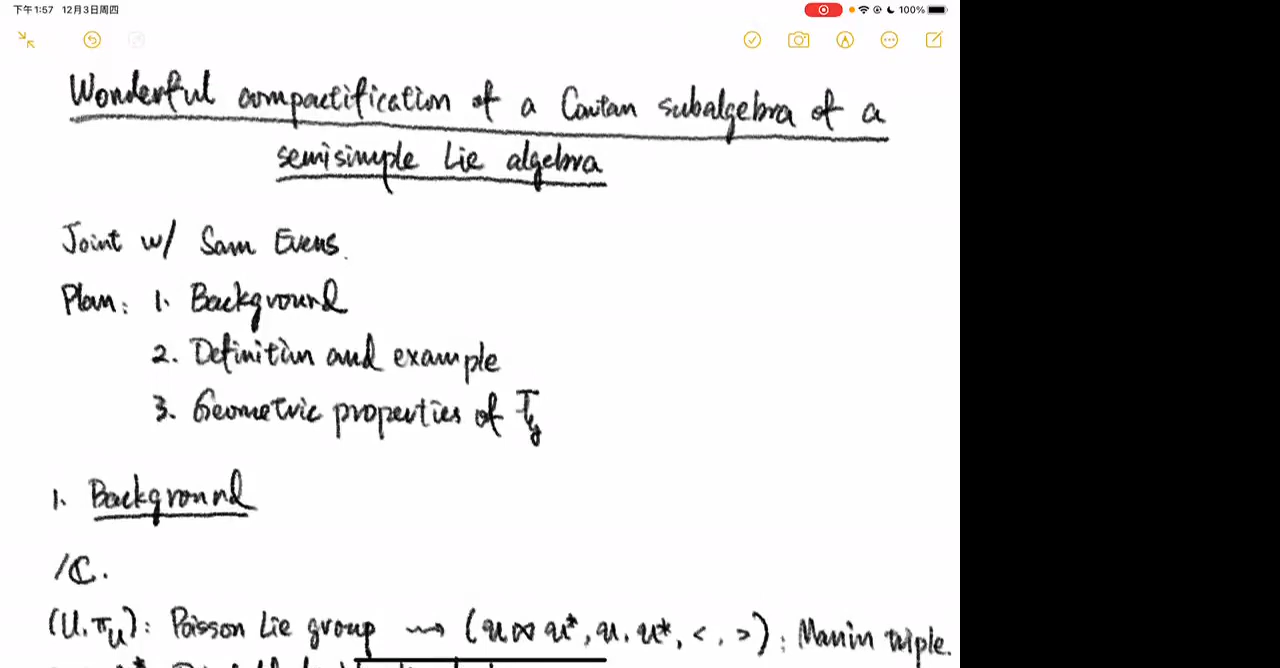 下午1:57 12月3日周四
100%
Wonderful compactification of a Cartan subalgebra of a
semisimple Lie algebra
Joint w/ Sam Evens.
Plan: 1. Background
2. Definition and example
3. Geometric properties of
1. Background
/ℂ.
(U, π_U): Poisson Lie group ⇝ (𝔲 ⋈ 𝔲*, 𝔲, 𝔲*, < , >): Manin triple.